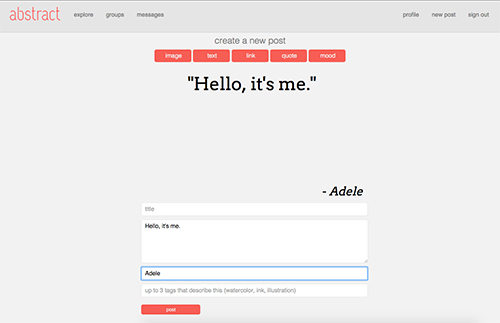 abstract explore groups messages profile new post sign out
create a new post
image text link quote mood
"Hello, it's me."
- Adele
title
Hello, it's me.
Adele
up to 3 tags that describe this (watercolor, ink, illustration)
post